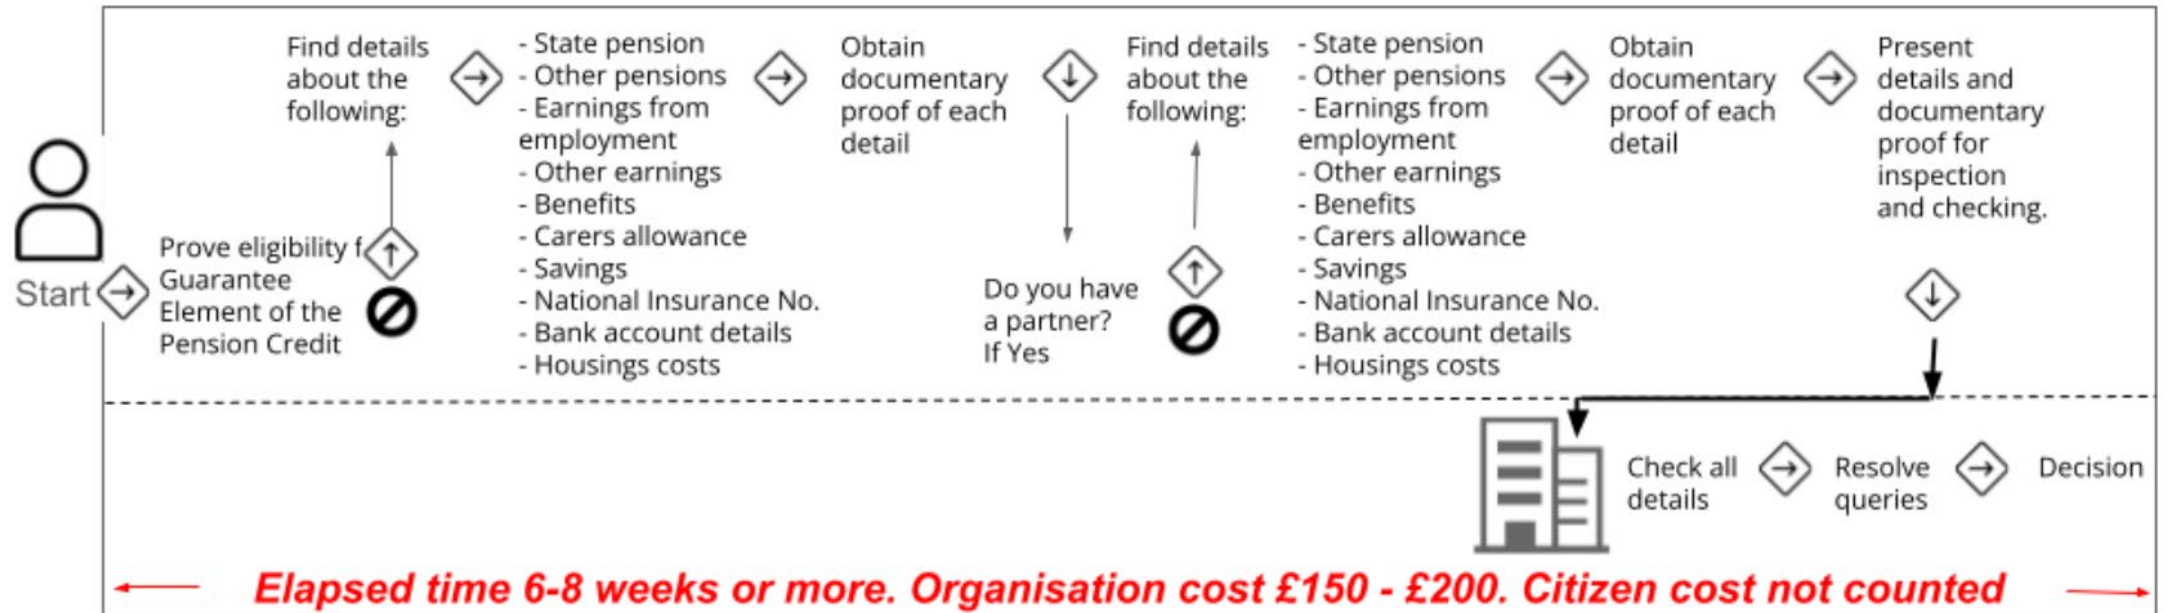 Start
Prove eligibility f
Guarantee
Element of the
Pension Credit
Find details
about the
following:
- State pension
- Other pensions
- Earnings from
employment
- Other earnings
- Benefits
- Carers allowance
- Savings
- National Insurance No.
- Bank account details
- Housings costs
Obtain
documentary
proof of each
detail
Do you have
a partner?
If Yes
Find details
about the
following:
- State pension
- Other pensions
- Earnings from
employment
- Other earnings
- Benefits
- Carers allowance
- Savings
- National Insurance No.
- Bank account details
- Housings costs
Obtain
documentary
proof of each
detail
Present
details and
documentary
proof for
inspection
and checking.
Check all
details
Resolve
queries
Decision
Elapsed time 6-8 weeks or more. Organisation cost £150 - £200. Citizen cost not counted